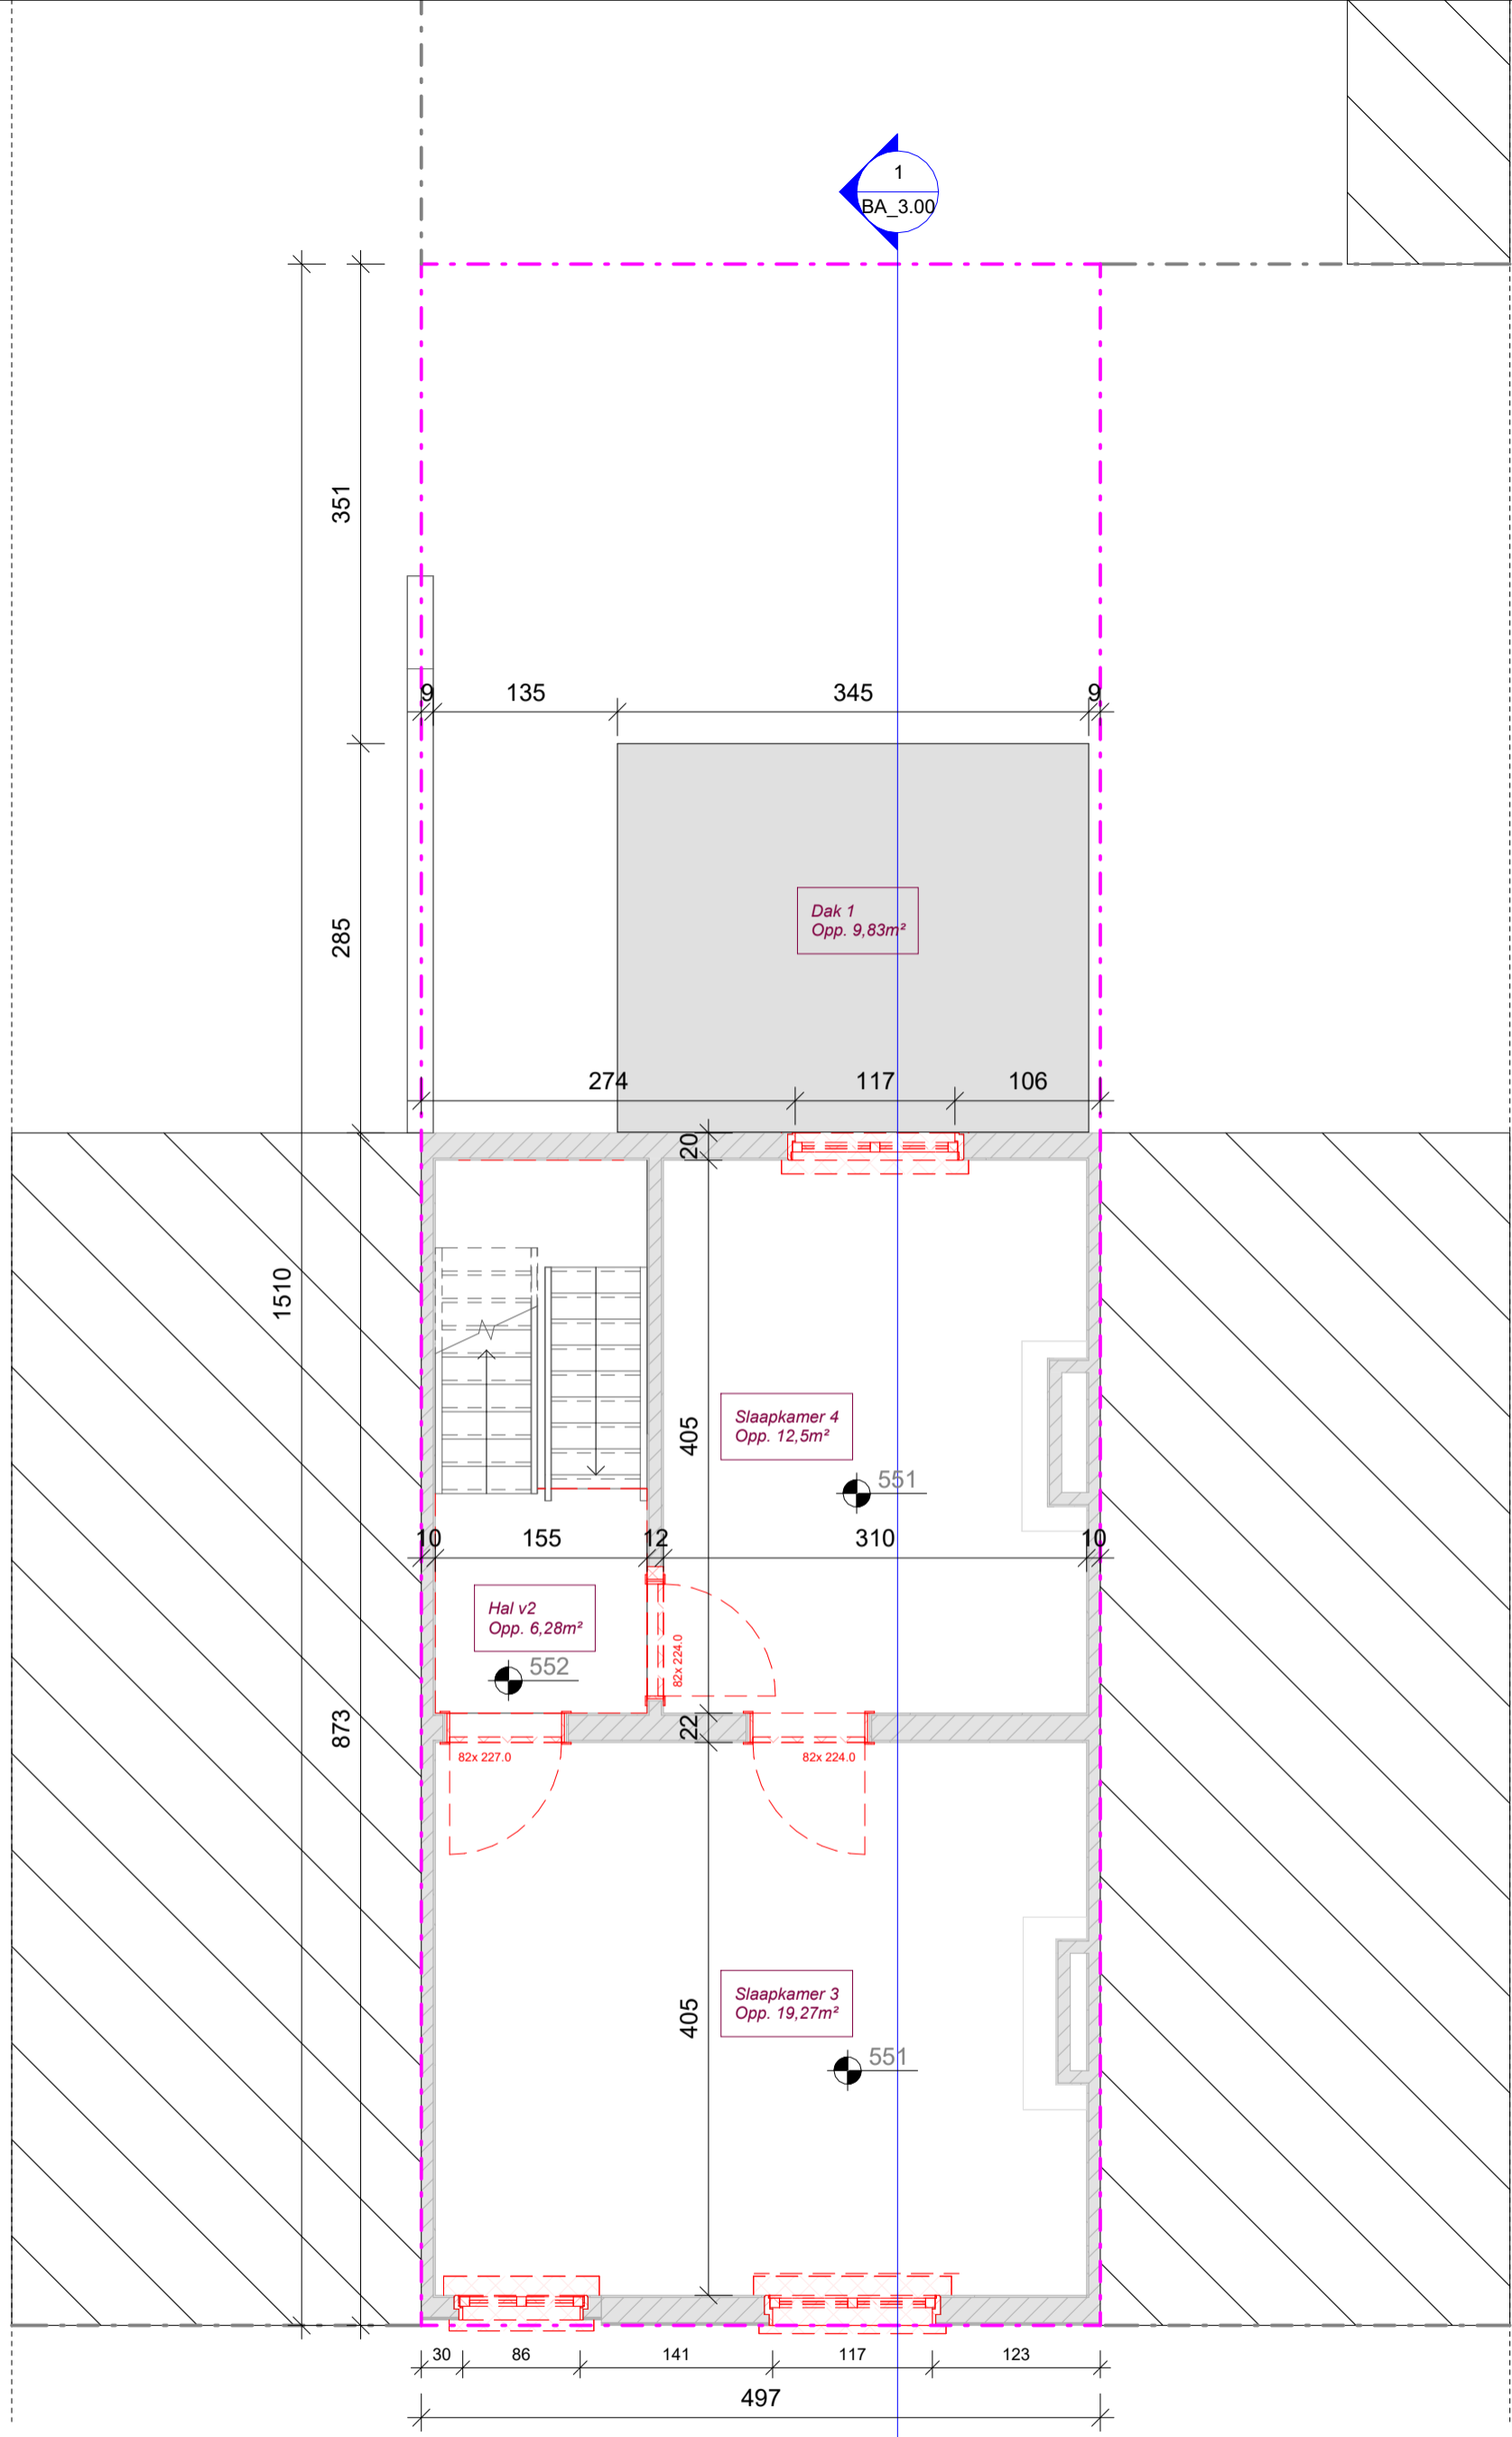 1
BA_3.00
351
9
135
345
9
Dak 1
Opp. 9,83m²
285
274
117
106
20
1510
405
Slaapkamer 4
Opp. 12,5m²
551
10
155
12
310
10
Hal v2
Opp. 6,28m²
82x 224.0
552
873
22
82x 227.0
82x 224.0
405
Slaapkamer 3
Opp. 19,27m²
551
30
86
141
117
123
497